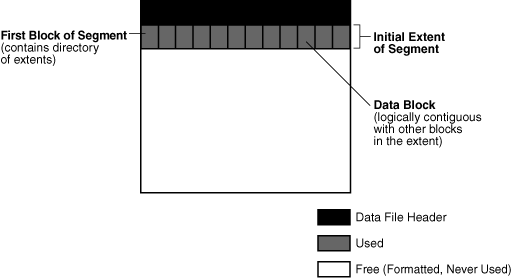 First Block of Segment
(contains directory
of extents)
Initial Extent
of Segment
Data Block
(logically contiguous
with other blocks
in the extent)
Data File Header
Used
Free (Formatted, Never Used)